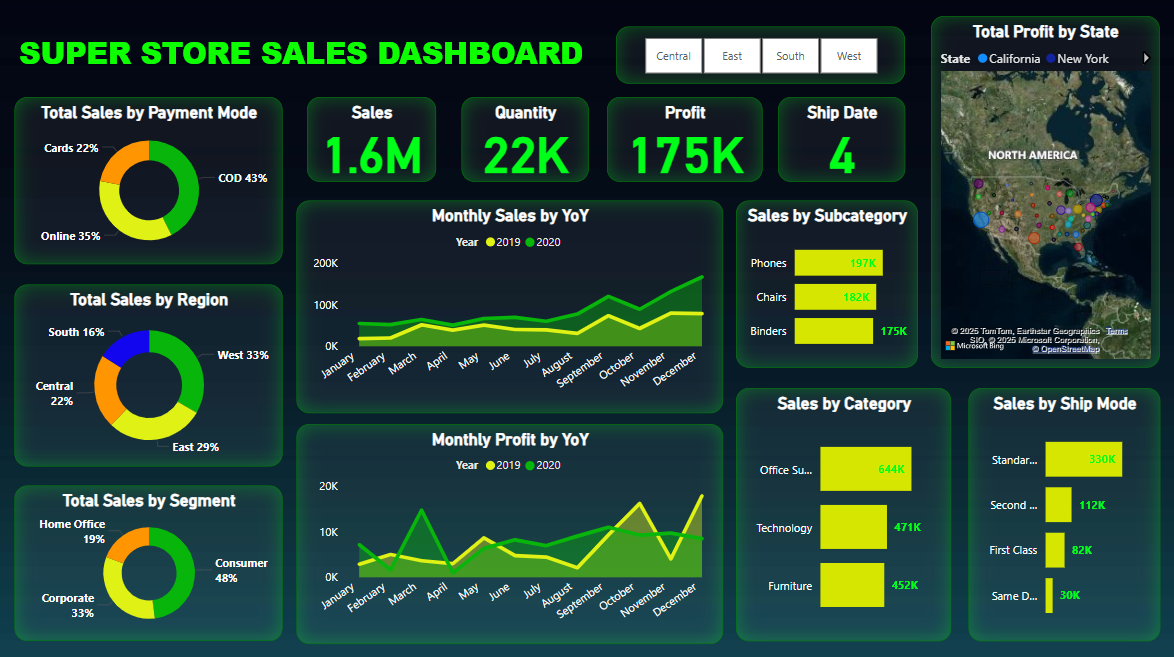 SUPER STORE SALES DASHBOARD
Central
East
South
West
Total Profit by State
State
California
New York
NORTH AMERICA
© 2025 TomTom, Earthstar Geographics
SIO, © 2025 Microsoft Corporation,
© OpenStreetMap
Terms
Microsoft Bing
Total Sales by Payment Mode
Cards 22%
COD 43%
Online 35%
Sales
1.6M
Quantity
22K
Profit
175K
Ship Date
4
Total Sales by Region
South 16%
West 33%
Central
22%
East 29%
Total Sales by Segment
Home Office
19%
Consumer
48%
Corporate
33%
Monthly Sales by YoY
Year
2019
2020
200K
100K
0K
January
February
March
April
May
June
July
August
September
October
November
December
Monthly Profit by YoY
Year
2019
2020
20K
10K
0K
January
February
March
April
May
June
July
August
September
October
November
December
Sales by Subcategory
Phones
197K
Chairs
182K
Binders
175K
Sales by Category
Office Su...
644K
Technology
471K
Furniture
452K
Sales by Ship Mode
Standar...
330K
Second ...
112K
First Class
82K
Same D...
30K